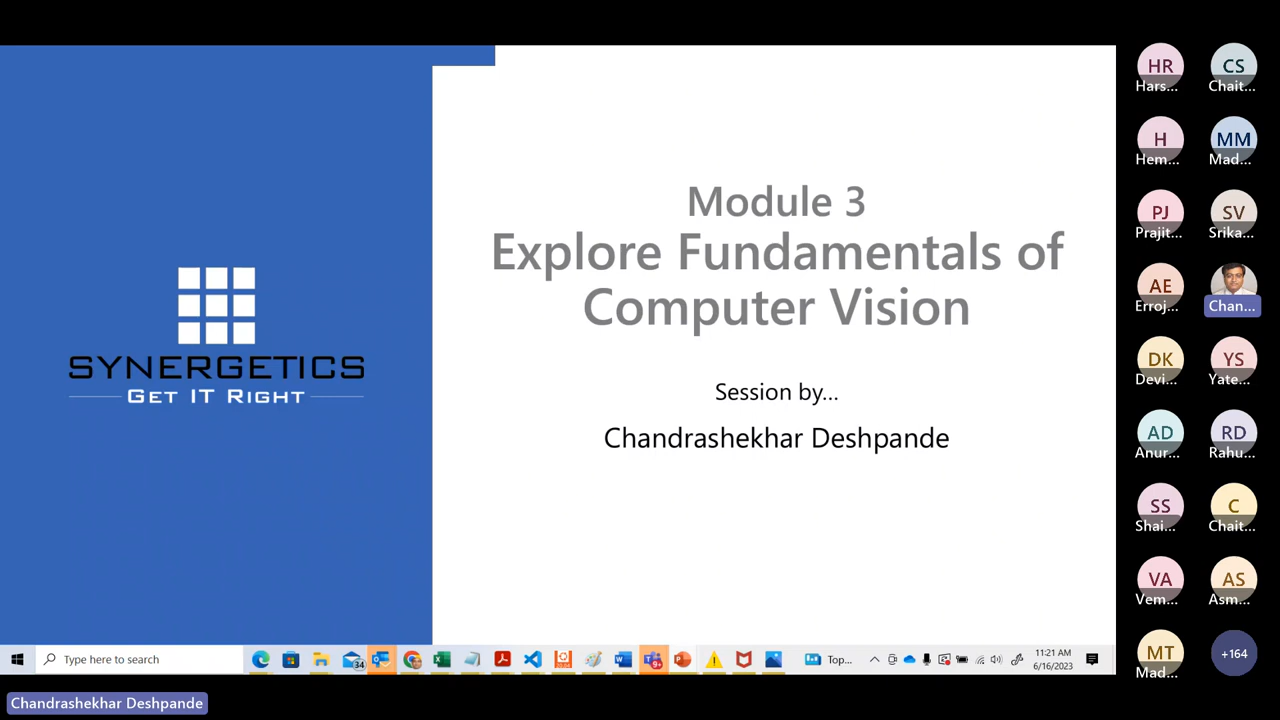 Module 3
Explore Fundamentals of
Computer Vision
Session by...
Chandrashekhar Deshpande
SYNERGETICS
GET IT RIGHT
HR
Hars...
CS
Chait...
H
Hem...
MM
Mad...
PJ
Prajit...
SV
Srika...
AE
Erroj...
Chan...
DK
Devi...
YS
Yate...
AD
Anur...
RD
Rahu...
SS
Shai...
C
Chait...
VA
Vem...
AS
Asm...
MT
Mad...
+164
Type here to search
34
9+
Top...
11:21 AM
6/16/2023
Chandrashekhar Deshpande